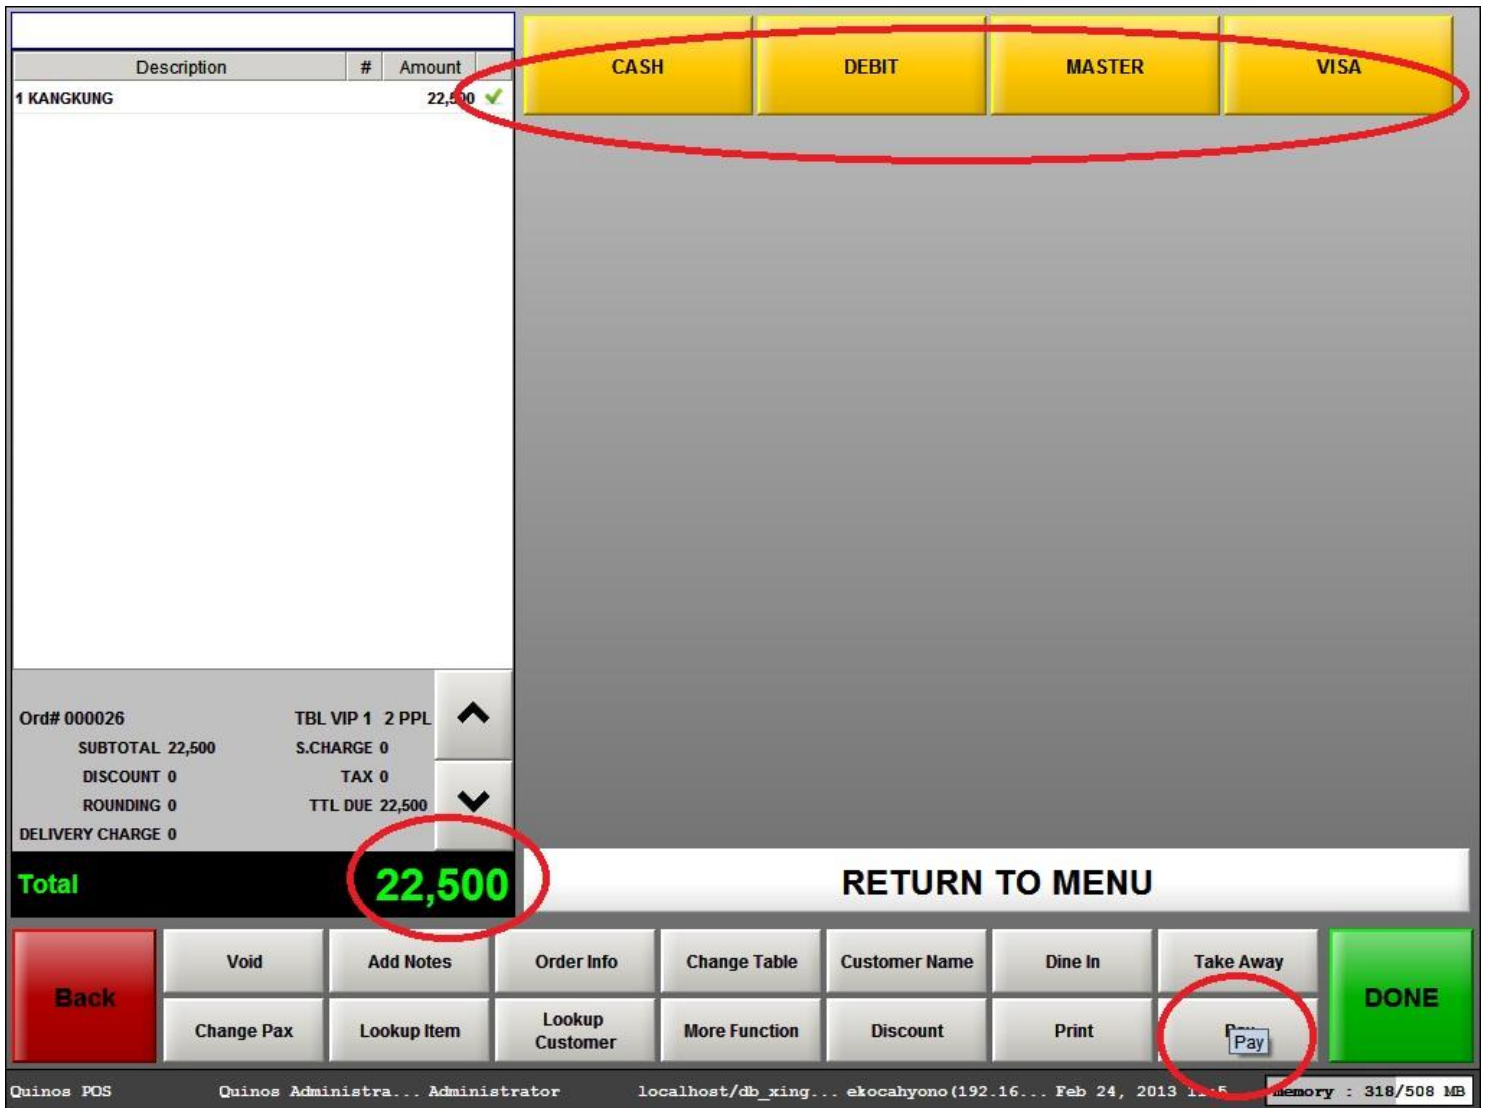 Description # Amount
1 KANGKUNG 22,500
CASH DEBIT MASTER VISA
Ord# 000026 TBL VIP 1 2 PPL
SUBTOTAL 22,500 S.CHARGE 0
DISCOUNT 0 TAX 0
ROUNDING 0 TTL DUE 22,500
DELIVERY CHARGE 0
Total 22,500
RETURN TO MENU
Back
Void Add Notes Order Info Change Table Customer Name Dine In Take Away
Change Pax Lookup Item Lookup Customer More Function Discount Print Pay
DONE
Quinos POS Quinos Administra... Administrator localhost/db_xing... ekocahyono(192.16... Feb 24, 2013 memory : 318/508 MB